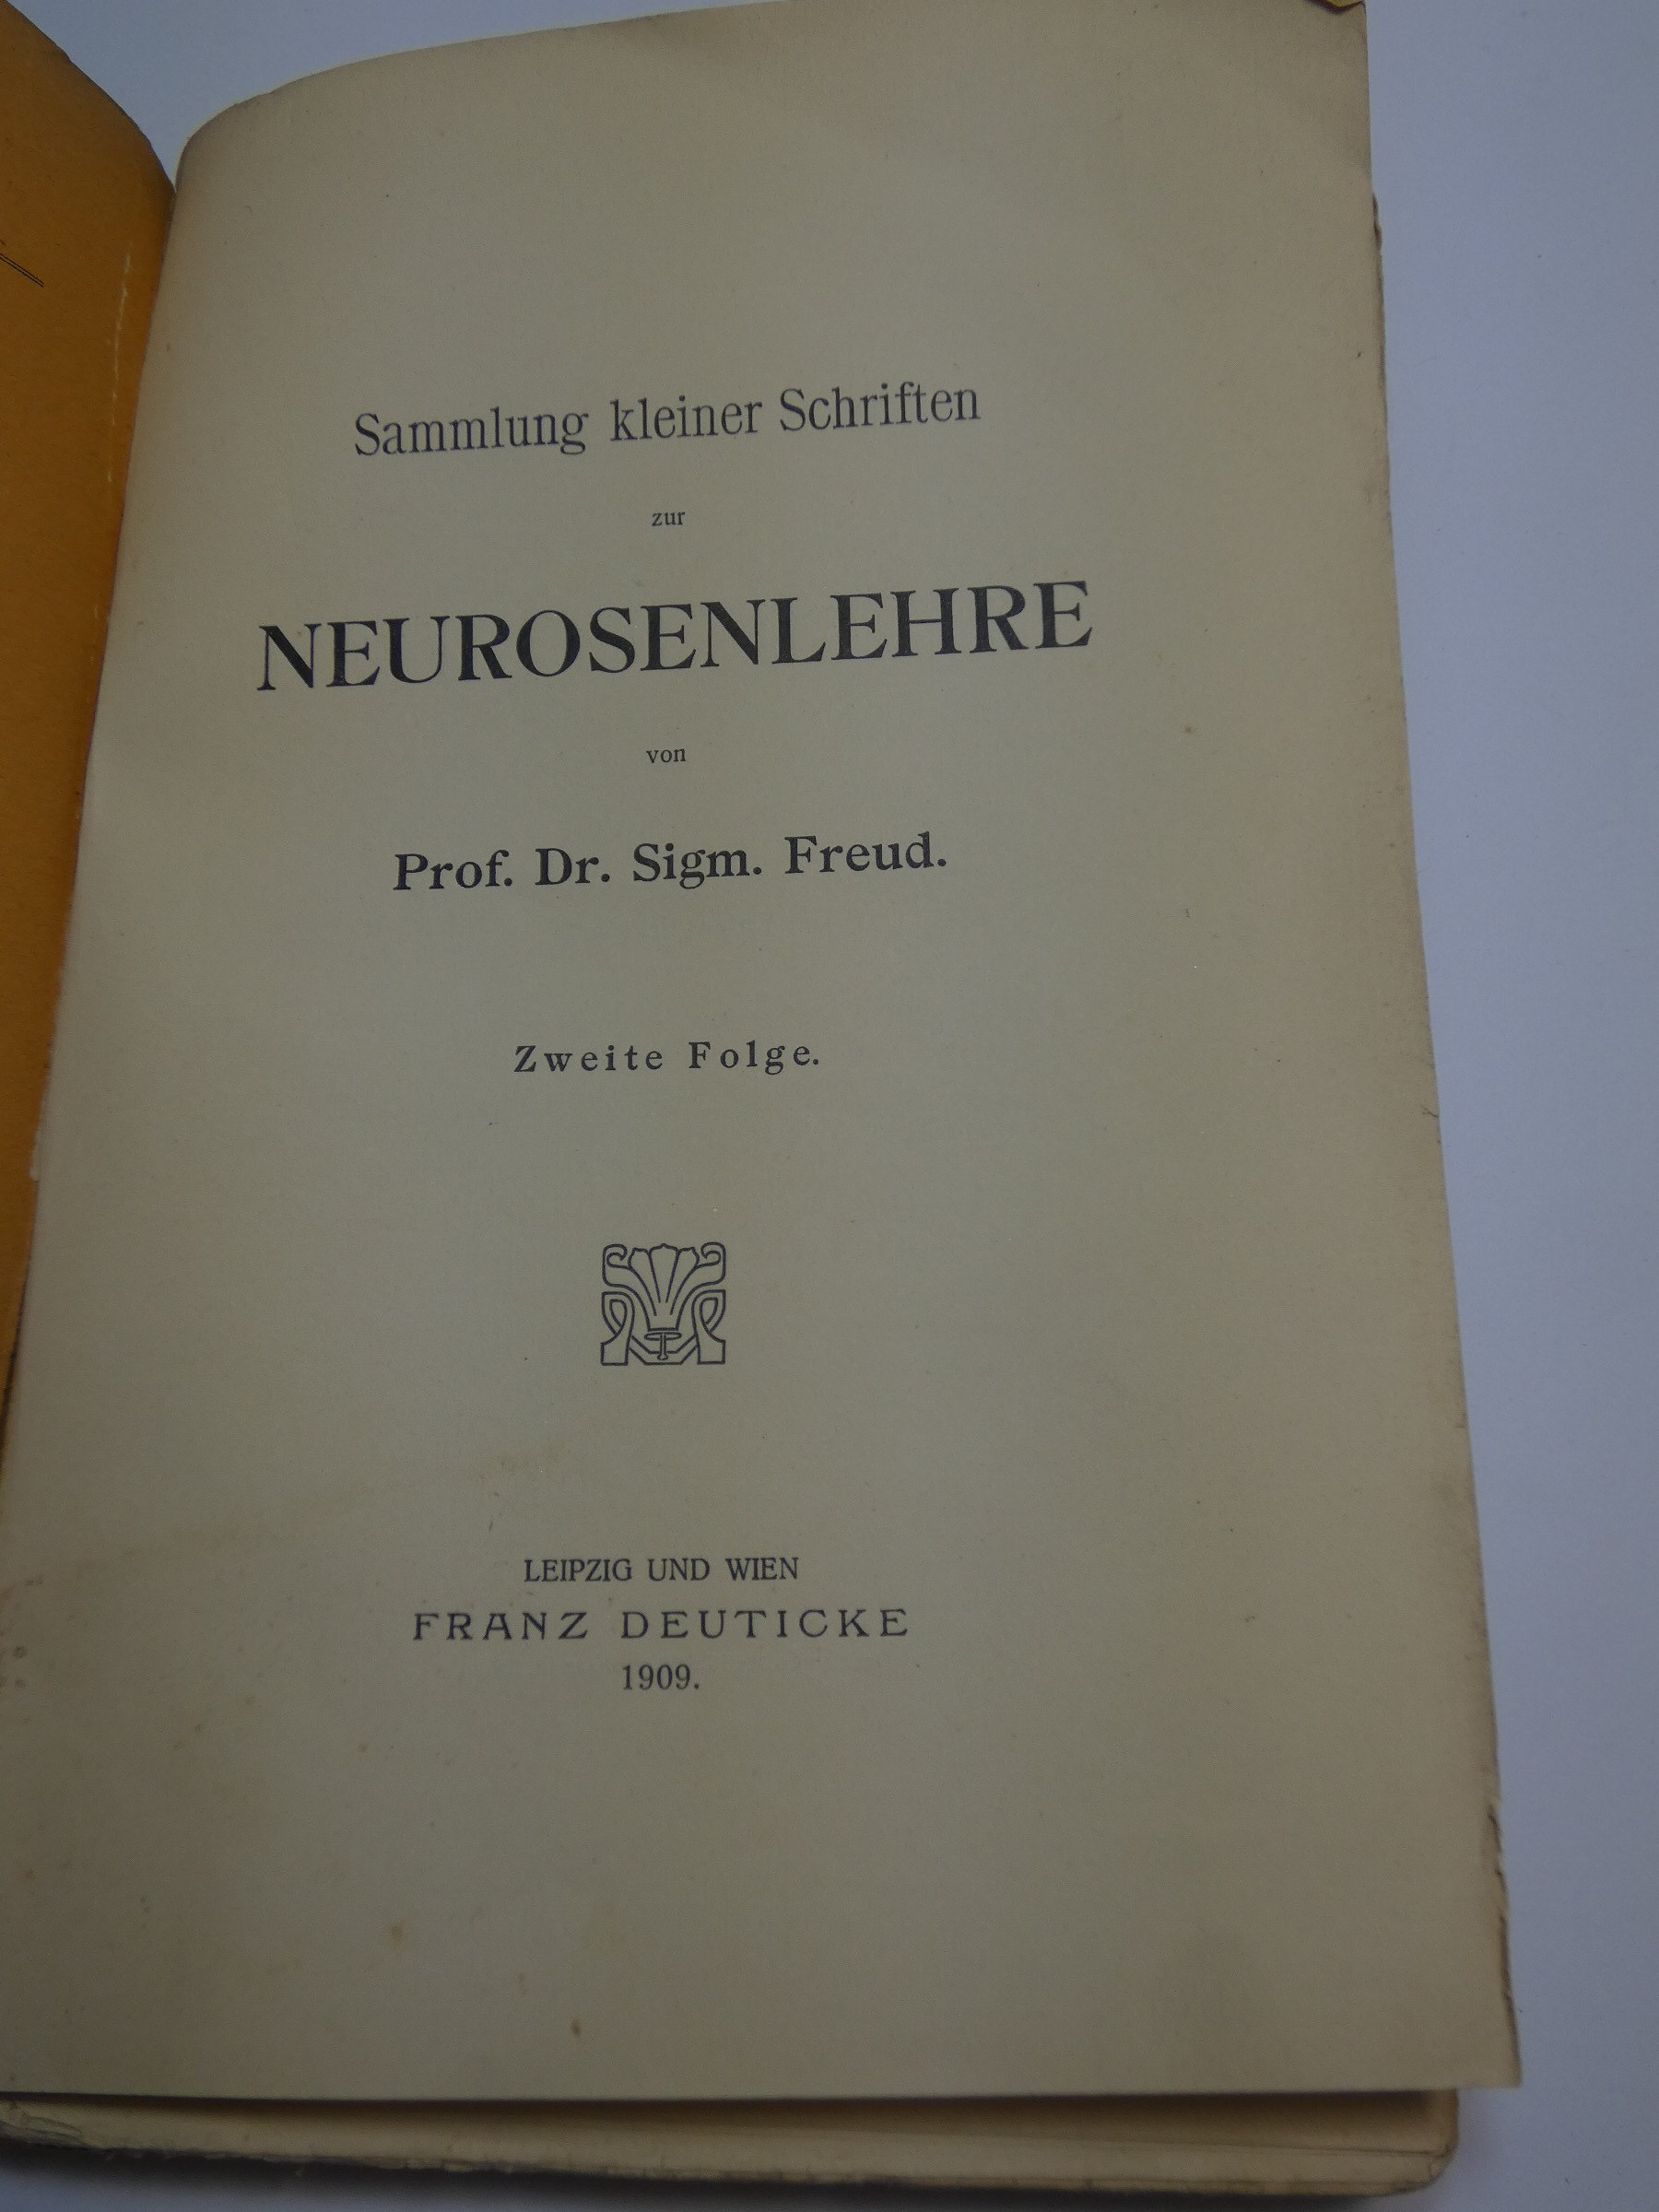 Sammlung kleiner Schriften
zur
NEUROSENLEHRE
von
Prof. Dr. Sigm. Freud.
Zweite Folge.
LEIPZIG UND WIEN
FRANZ DEUTICKE
1909.